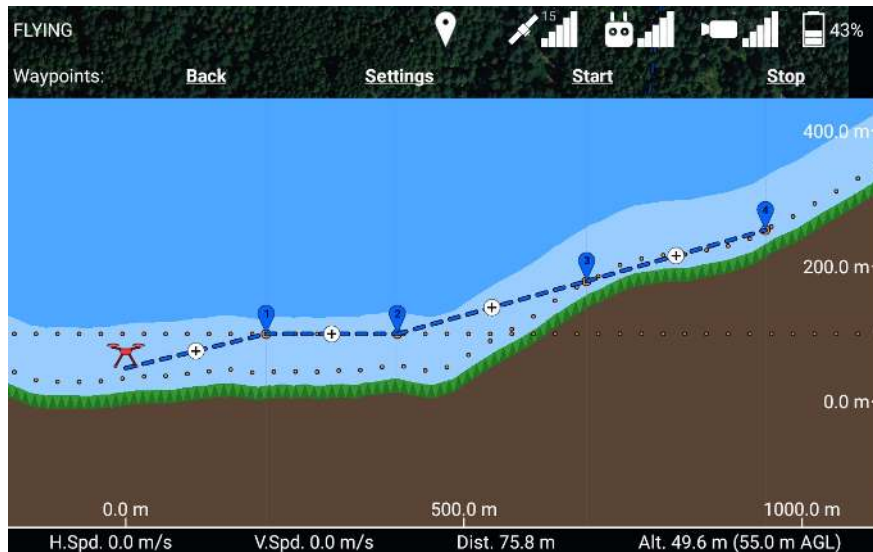 FLYING
15
43%
Waypoints: Back Settings Start Stop
400.0 m
4
3
200.0 m
1
2
0.0 m
0.0 m 500.0 m 1000.0 m
H.Spd. 0.0 m/s V.Spd. 0.0 m/s Dist. 75.8 m Alt. 49.6 m (55.0 m AGL)